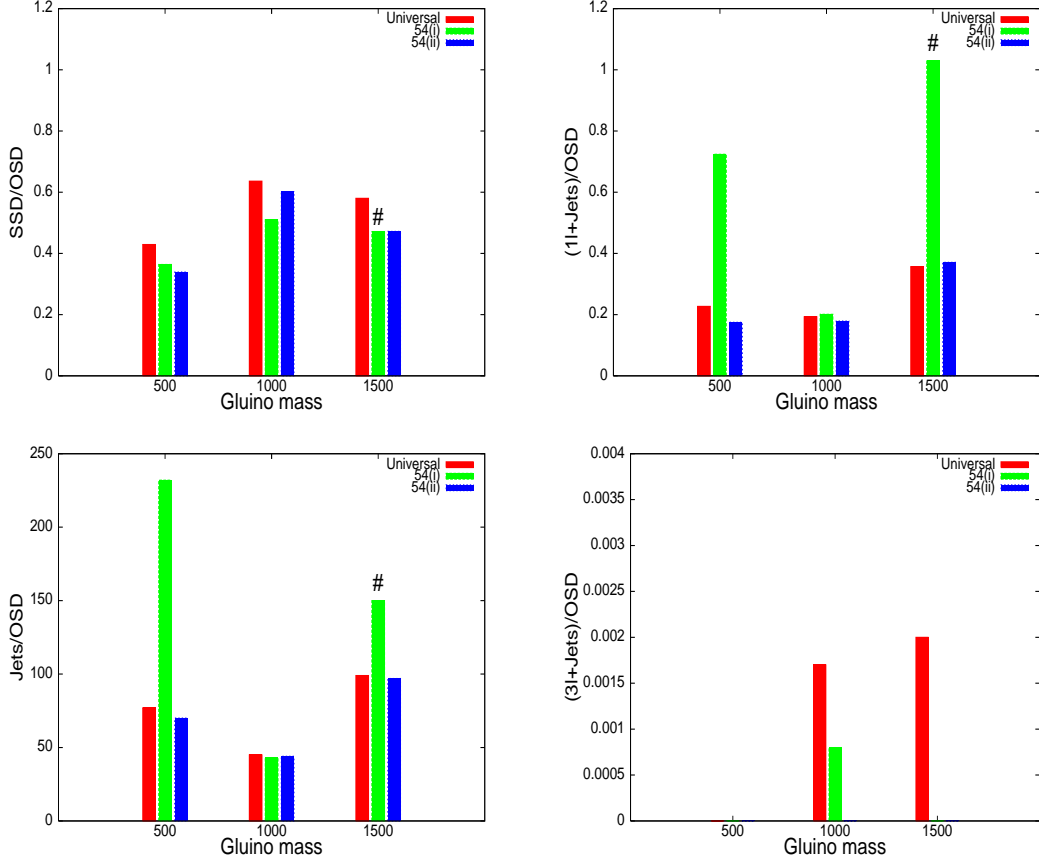 Universal
54(i)
54(ii)
1.2
1
0.8
0.6
0.4
0.2
0
SSD/OSD
#
500
1000
1500
Gluino mass
Universal
54(i)
54(ii)
1.2
1
0.8
0.6
0.4
0.2
0
(1l+Jets)/OSD
#
500
1000
1500
Gluino mass
Universal
54(i)
54(ii)
250
200
150
100
50
0
Jets/OSD
#
500
1000
1500
Gluino mass
Universal
54(i)
54(ii)
0.004
0.0035
0.003
0.0025
0.002
0.0015
0.001
0.0005
0
(3l+Jets)/OSD
500
1000
1500
Gluino mass